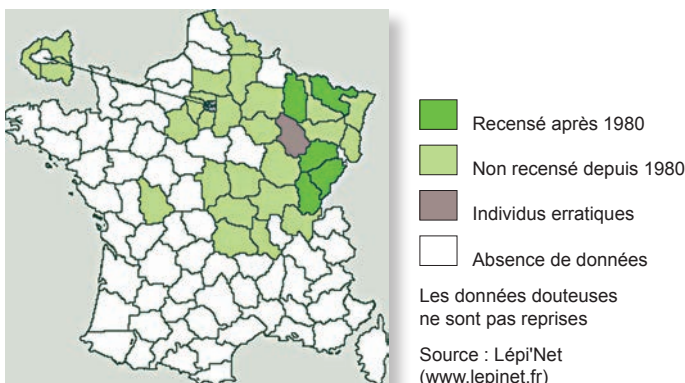 Recensé après 1980
Non recensé depuis 1980
Individus erratiques
Absence de données
Les données douteuses
ne sont pas reprises
Source : Lépi'Net
(www.lepinet.fr)